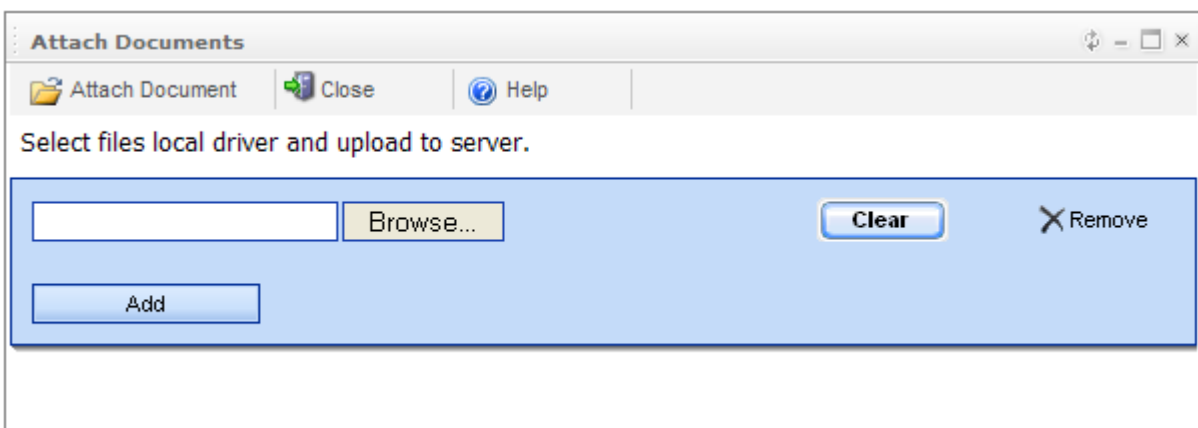 Attach Documents
Attach Document Close Help
Select files local driver and upload to server.
Browse... Clear Remove
Add